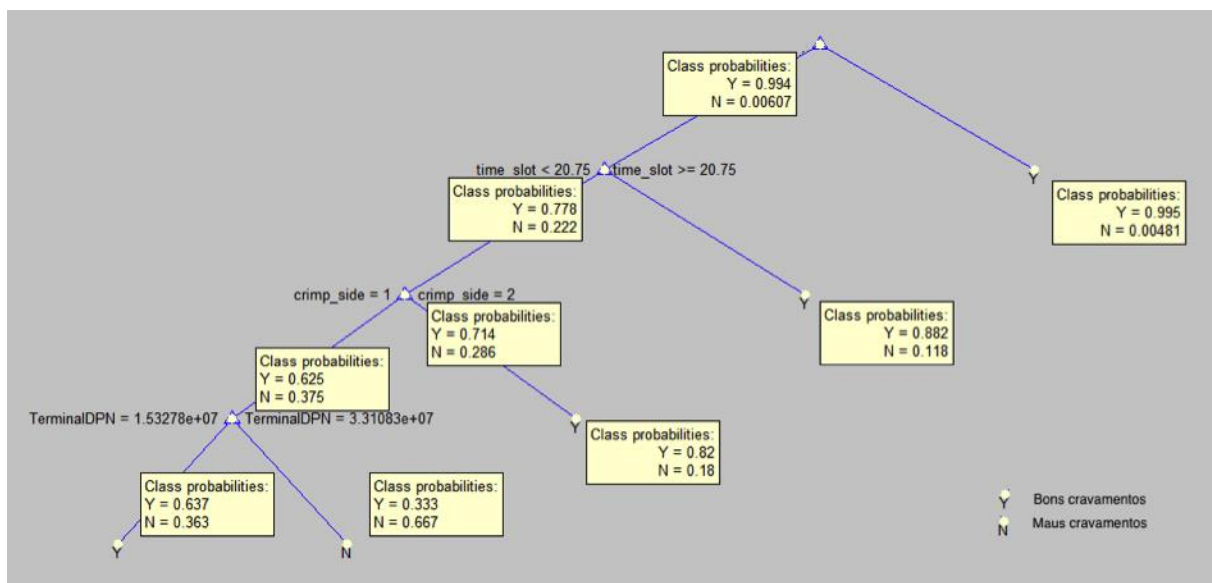 Class probabilities:
Y = 0.994
N = 0.00607
time_slot < 20.75
time_slot >= 20.75
Class probabilities:
Y = 0.778
N = 0.222
Y
Class probabilities:
Y = 0.995
N = 0.00481
crimp_side = 1
crimp_side = 2
Class probabilities:
Y = 0.714
N = 0.286
Y
Class probabilities:
Y = 0.882
N = 0.118
Class probabilities:
Y = 0.625
N = 0.375
TerminalDPN = 1.53278e+07
TerminalDPN = 3.31083e+07
Y
Class probabilities:
Y = 0.82
N = 0.18
Class probabilities:
Y = 0.637
N = 0.363
Class probabilities:
Y = 0.333
N = 0.667
Y
N
Y Bons cravamentos
N Maus cravamentos